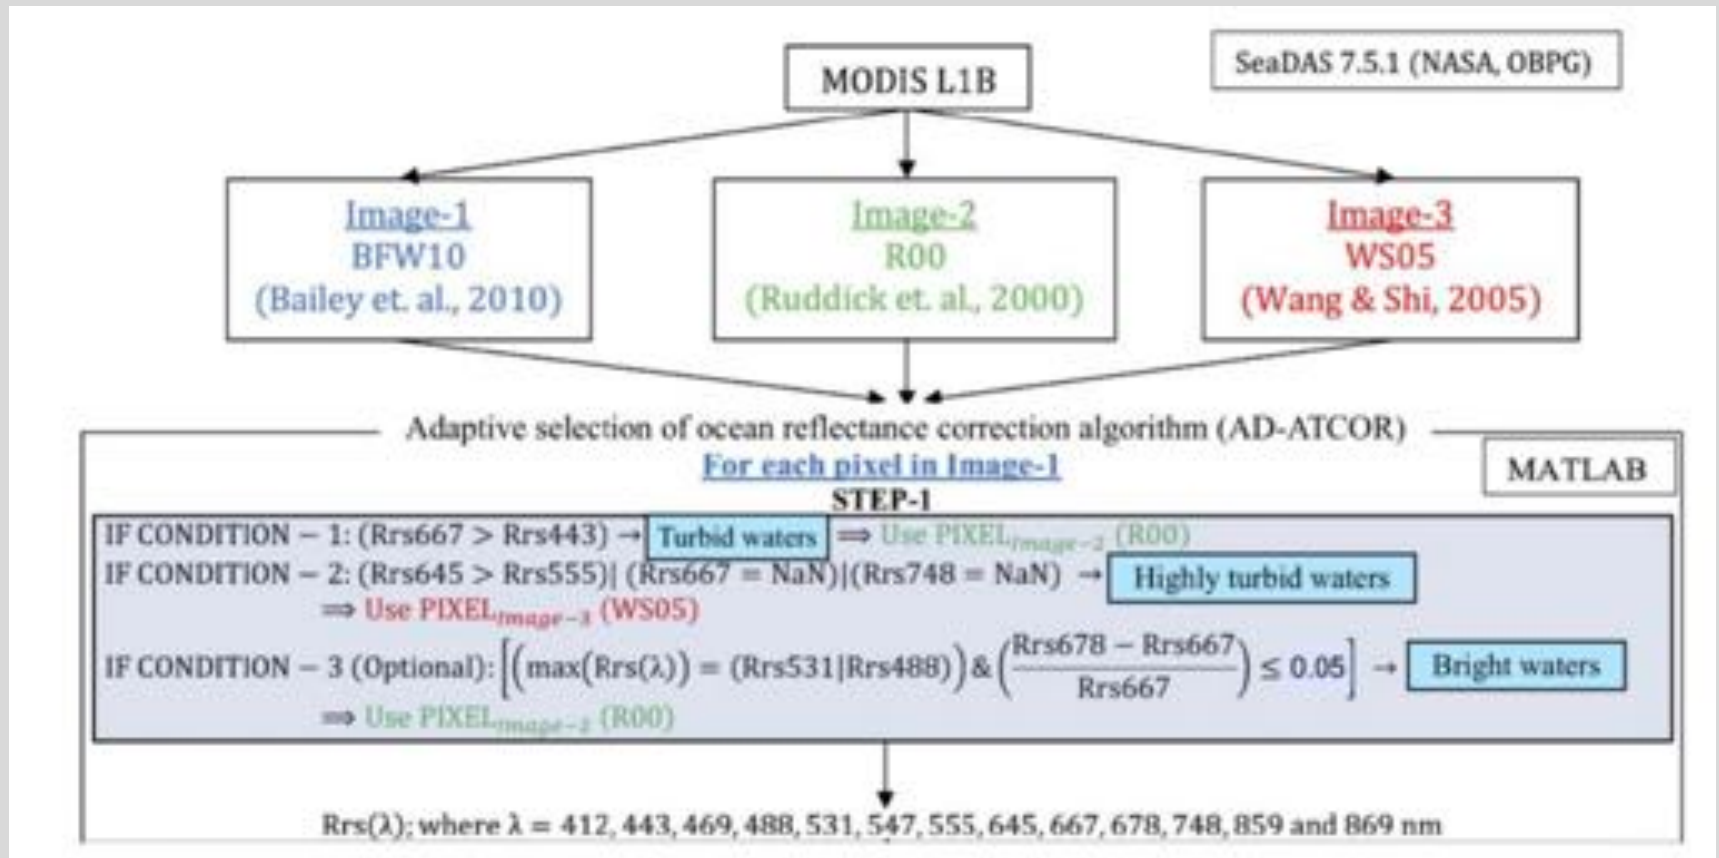 MODIS L1B
SeaDAS 7.5.1 (NASA, OBPG)
Image-1
BFW10
(Bailey et. al., 2010)
Image-2
R00
(Ruddick et. al., 2000)
Image-3
WS05
(Wang & Shi, 2005)
Adaptive selection of ocean reflectance correction algorithm (AD-ATCOR)
For each pixel in Image-1
MATLAB
STEP-1
IF CONDITION − 1: (Rrs667 > Rrs443) → Turbid waters ⟹ Use PIXEL_Image−2 (R00)
IF CONDITION − 2: (Rrs645 > Rrs555)| (Rrs667 = NaN)|(Rrs748 = NaN) → Highly turbid waters
⟹ Use PIXEL_Image−3 (WS05)
IF CONDITION − 3 (Optional): [(max(Rrs(λ)) = (Rrs531|Rrs488)) & ((Rrs678 − Rrs667)/Rrs667) ≤ 0.05] → Bright waters
⟹ Use PIXEL_Image−2 (R00)
Rrs(λ); where λ = 412, 443, 469, 488, 531, 547, 555, 645, 667, 678, 748, 859 and 869 nm